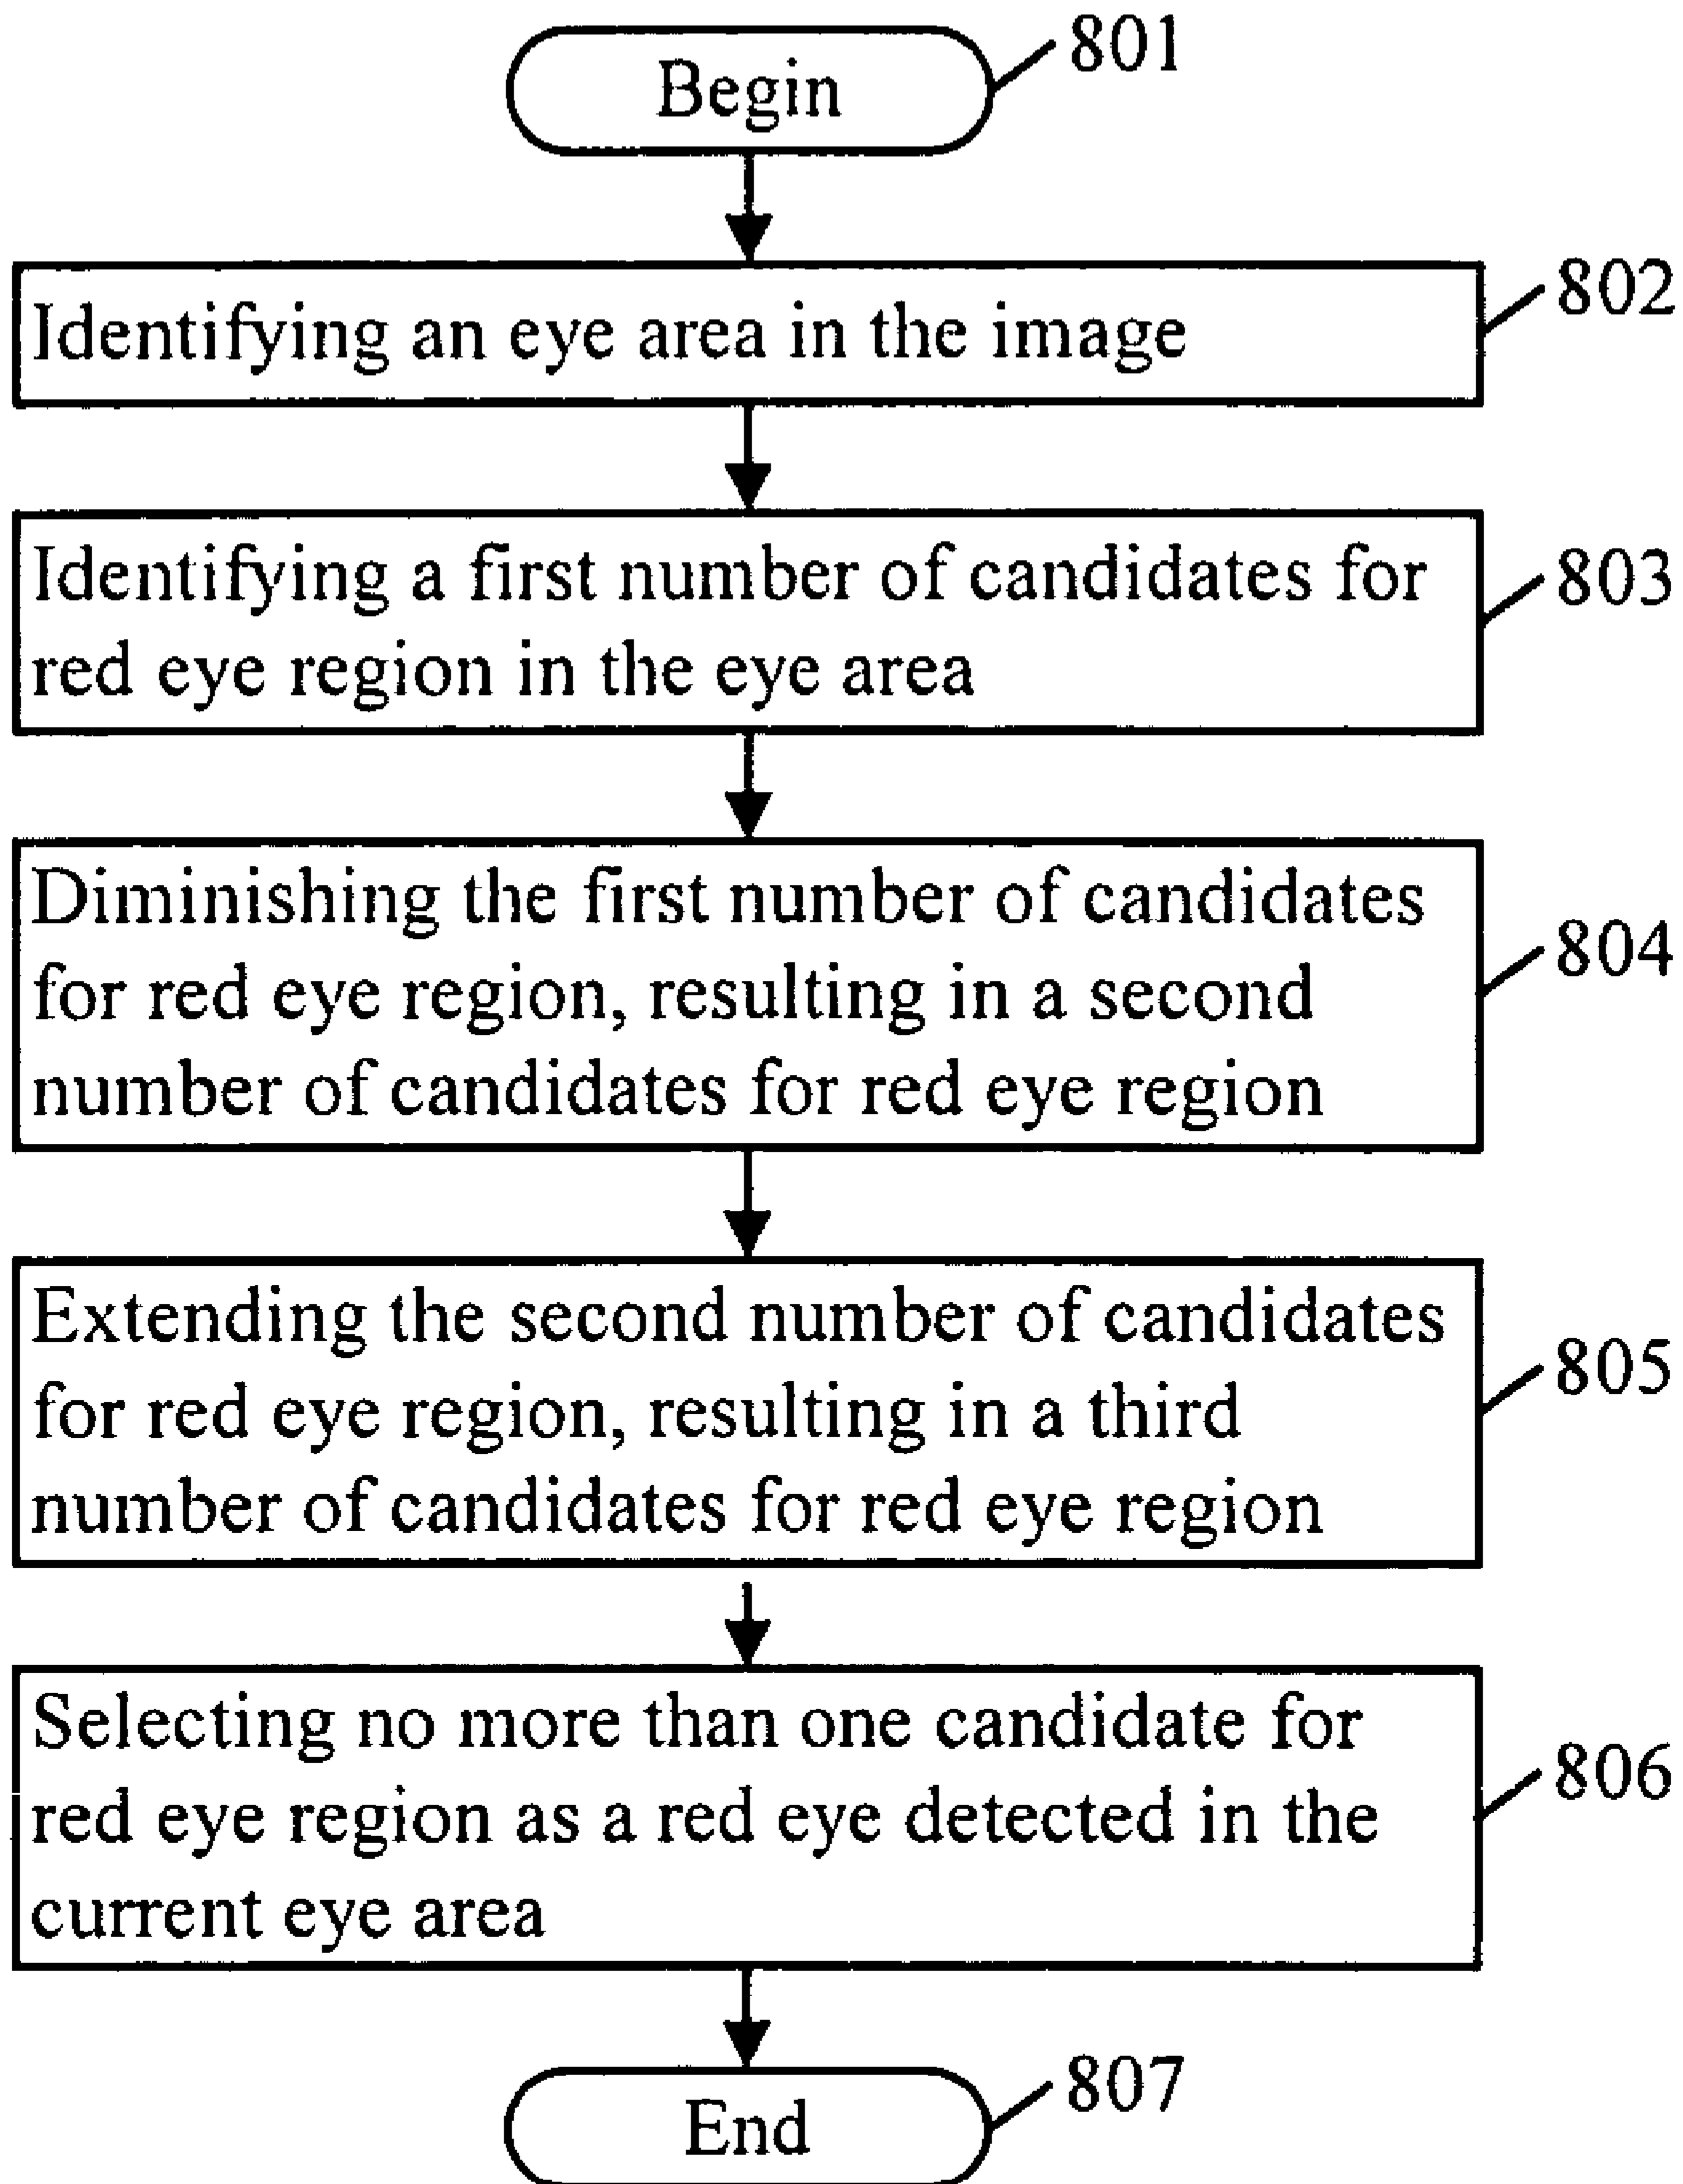 Begin
801
Identifying an eye area in the image
802
Identifying a first number of candidates for
red eye region in the eye area
803
Diminishing the first number of candidates
for red eye region, resulting in a second
number of candidates for red eye region
804
Extending the second number of candidates
for red eye region, resulting in a third
number of candidates for red eye region
805
Selecting no more than one candidate for
red eye region as a red eye detected in the
current eye area
806
End
807